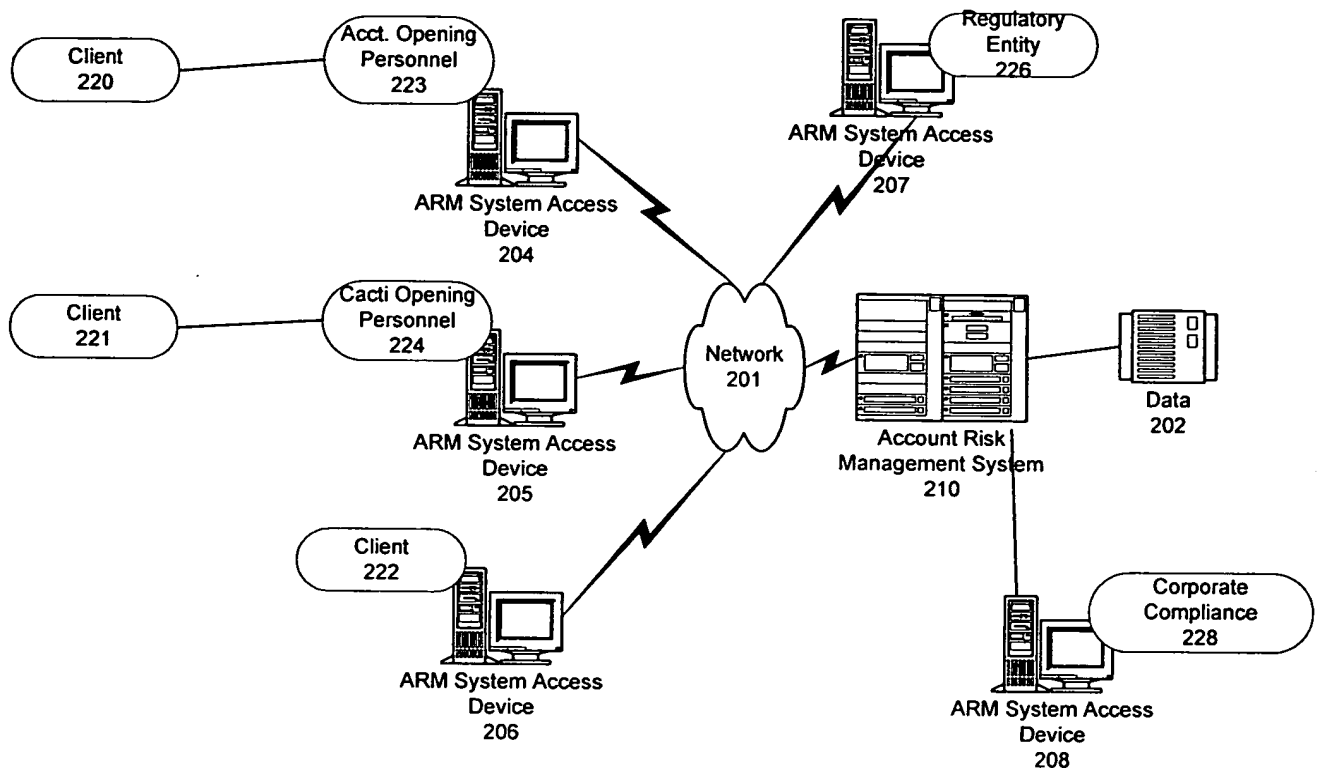 Client
220
Acct. Opening
Personnel
223
ARM System Access
Device
204
Regulatory
Entity
226
ARM System Access
Device
207
Client
221
Cacti Opening
Personnel
224
ARM System Access
Device
205
Network
201
Account Risk
Management System
210
Data
202
Client
222
ARM System Access
Device
206
Corporate
Compliance
228
ARM System Access
Device
208